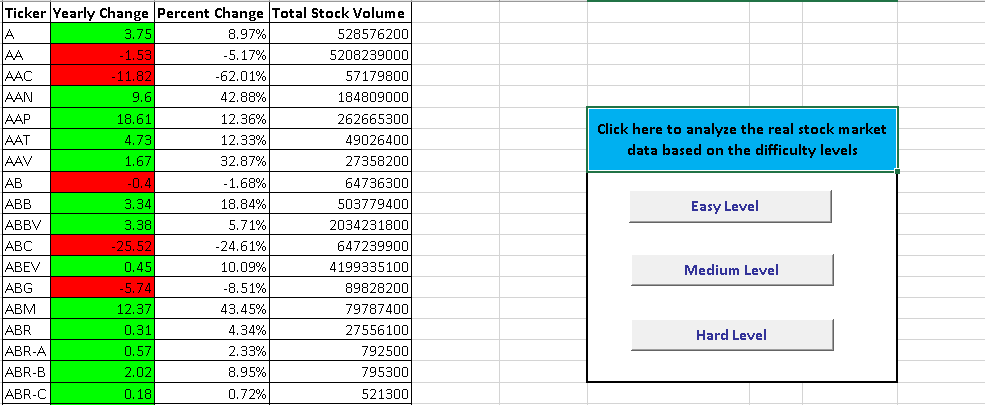 Ticker Yearly Change Percent Change Total Stock Volume
A 3.75 8.97% 528576200
AA -1.53 -5.17% 5208239000
AAC -11.82 -62.01% 57179800
AAN 9.6 42.88% 184809000
AAP 18.61 12.36% 262665300
AAT 4.73 12.33% 49026400
AAV 1.67 32.87% 27358200
AB -0.4 -1.68% 64736300
ABB 3.34 18.84% 503779400
ABBV 3.38 5.71% 2034231800
ABC -25.52 -24.61% 647239900
ABEV 0.45 10.09% 4199335100
ABG -5.74 -8.51% 89828200
ABM 12.37 43.45% 79787400
ABR 0.31 4.34% 27556100
ABR-A 0.57 2.33% 792500
ABR-B 2.02 8.95% 795300
ABR-C 0.18 0.72% 521300
Click here to analyze the real stock market
data based on the difficulty levels
Easy Level
Medium Level
Hard Level